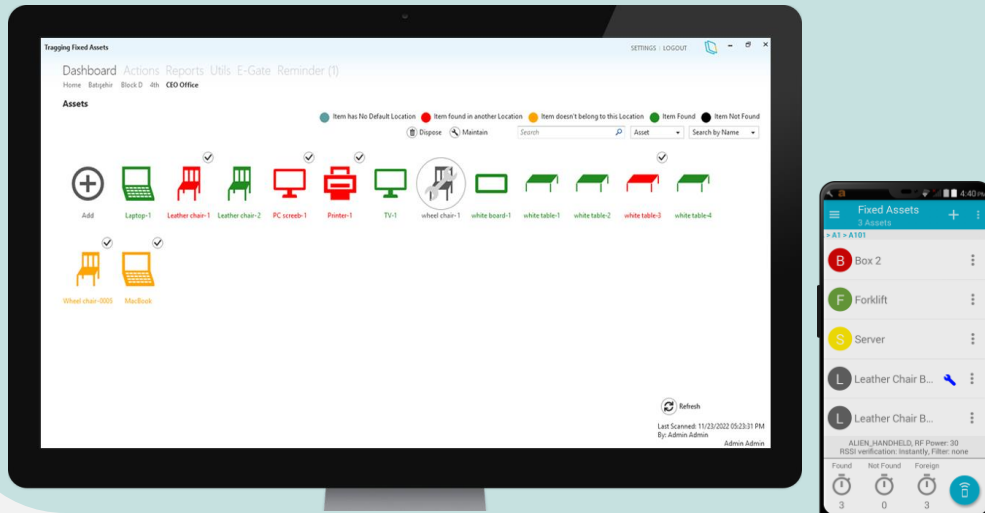 Tragging Fixed Assets
SETTINGS | LOGOUT
Dashboard Actions Reports Utils E-Gate Reminder (1)
Home Batışehir Block D 4th CEO Office
Assets
Item has No Default Location Item found in another Location Item doesn't belong to this Location Item Found Item Not Found
Dispose Maintain Search Asset Search by Name
Add Laptop-1 Leather chair-1 Leather chair-2 PC screeb-1 Printer-1 TV-1 wheel chair-1 white board-1 white table-1 white table-2 white table-3 white table-4
Wheel chair-0001 MacBook
Refresh
Last Scanned: 11/23/2022 05:23:31 PM
By: Admin Admin
Admin Admin
4:40 PM
Fixed Assets
3 Assets
> A1 > A101
B Box 2
F Forklift
S Server
L Leather Chair B...
L Leather Chair B...
ALIEN_HANDHELD, RF Power: 30
RSSI verification: Instantly, Filter: none
Found Not Found Foreign
3 0 3